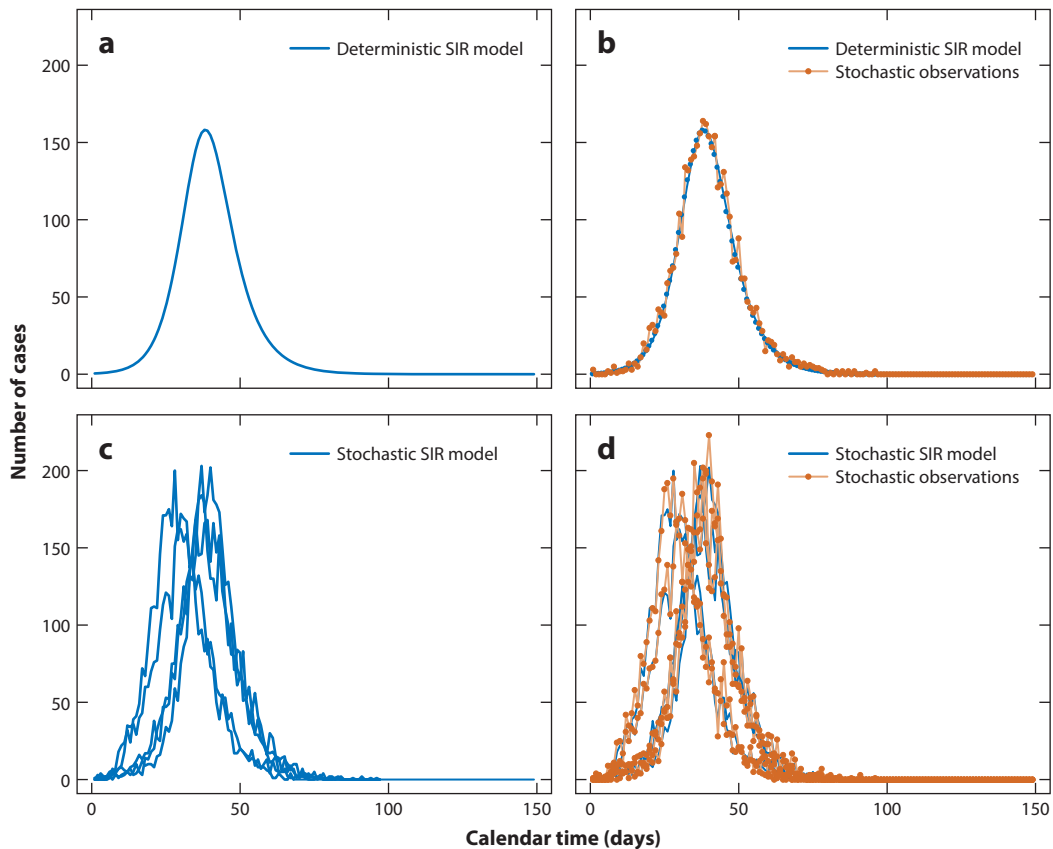 a
Deterministic SIR model
200
150
100
50
0
b
Deterministic SIR model
Stochastic observations
Number of cases
c
Stochastic SIR model
200
150
100
50
0
0
50
100
150
d
Stochastic SIR model
Stochastic observations
0
50
100
150
Calendar time (days)